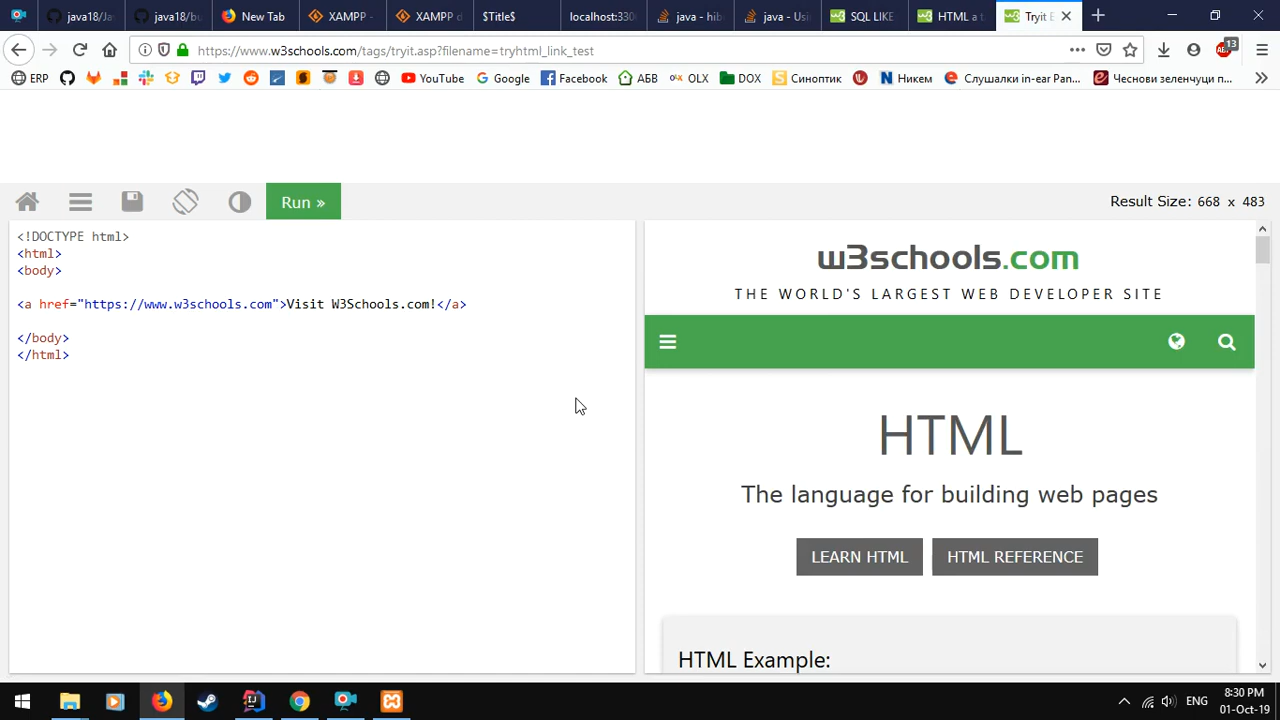 java18/Ja
java18/bu
New Tab
XAMPP -
XAMPP d
$Title$
localhost:330
java - hib
java - Usi
SQL LIKE
HTML a t
Tryit E
https://www.w3schools.com/tags/tryit.asp?filename=tryhtml_link_test
13
ERP
YouTube
Google
Facebook
АБВ
OLX
DOX
Синоптик
Никем
Слушалки in-ear Pan...
Чеснови зеленчуци п...
Run »
Result Size: 668 x 483
<!DOCTYPE html>
<html>
<body>
<a href="https://www.w3schools.com">Visit W3Schools.com!</a>
</body>
</html>
w3schools.com
THE WORLD'S LARGEST WEB DEVELOPER SITE
HTML
The language for building web pages
LEARN HTML
HTML REFERENCE
HTML Example:
ENG
8:30 PM
01-Oct-19